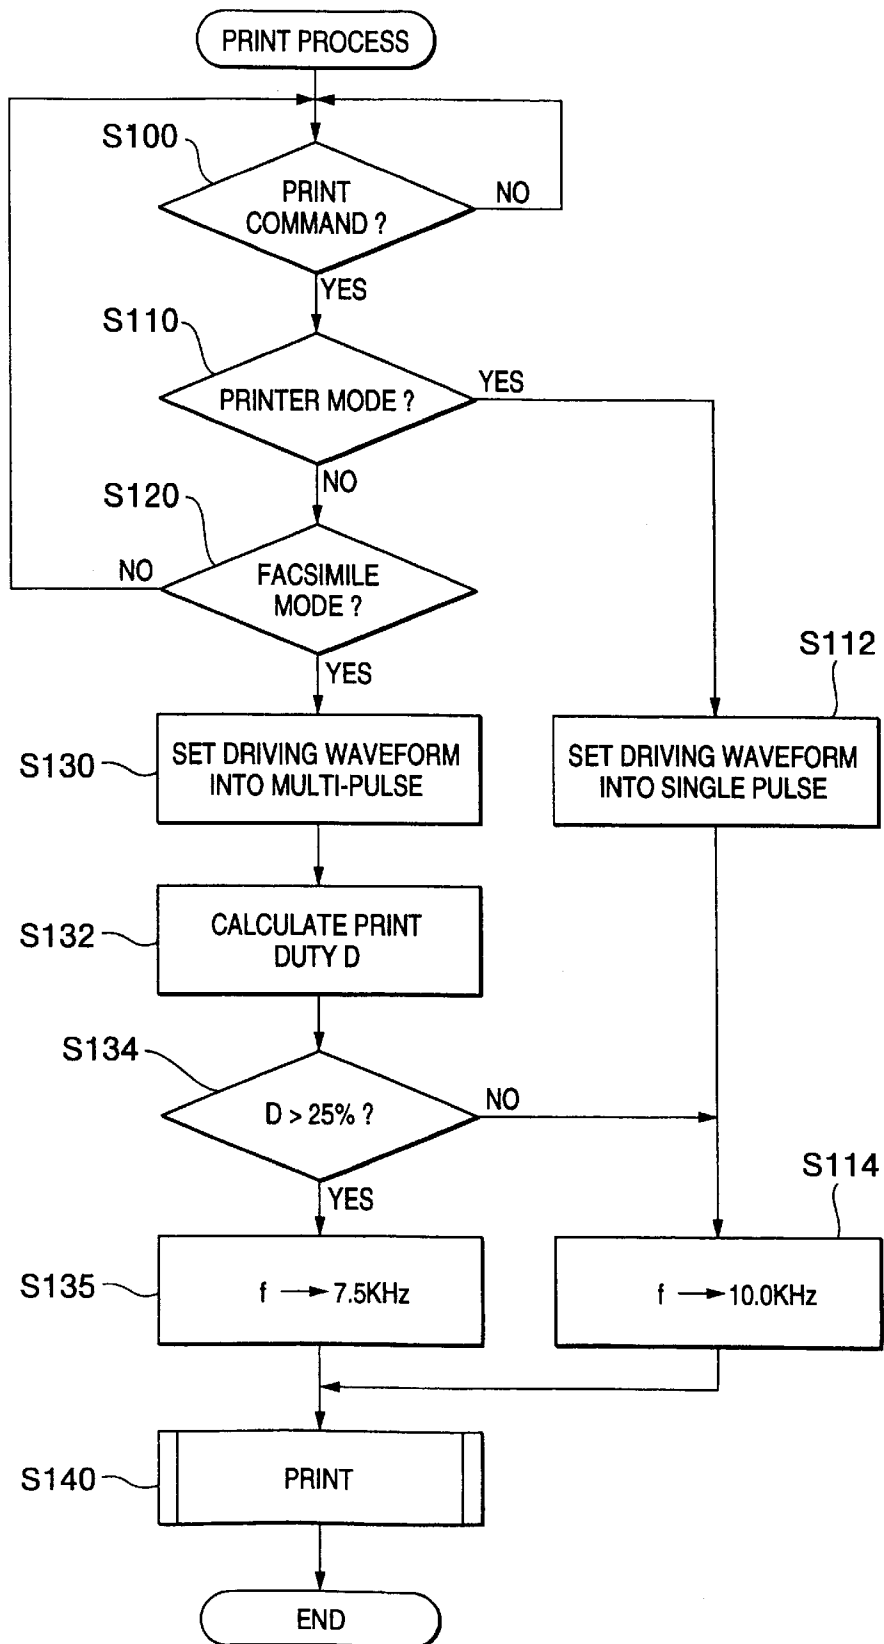 PRINT PROCESS
S100
PRINT
COMMAND ?
NO
YES
S110
PRINTER MODE ?
YES
NO
S120
FACSIMILE
MODE ?
NO
YES
S112
S130
SET DRIVING WAVEFORM
INTO MULTI-PULSE
SET DRIVING WAVEFORM
INTO SINGLE PULSE
S132
CALCULATE PRINT
DUTY D
S134
D > 25% ?
NO
YES
S114
S135
f → 7.5KHz
f → 10.0KHz
S140
PRINT
END